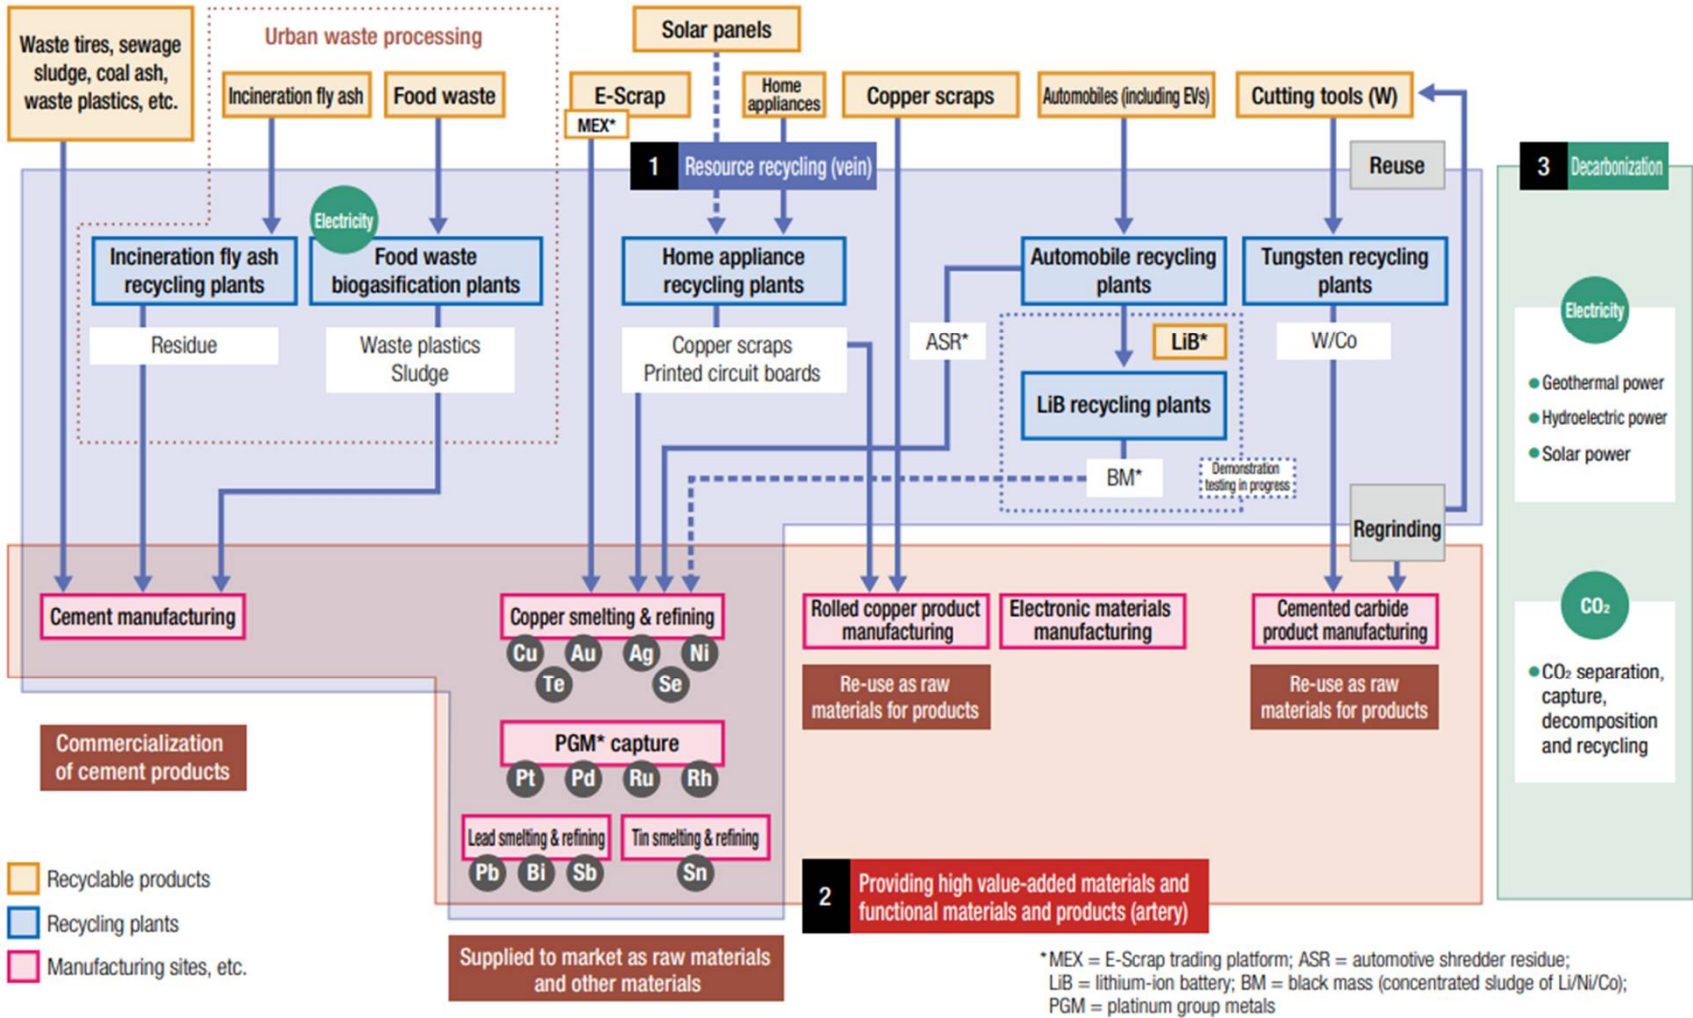 Waste tires, sewage
sludge, coal ash,
waste plastics, etc.
Urban waste processing
Incineration fly ash
Food waste
Solar panels
E-Scrap
MEX*
Home
appliances
Copper scraps
Automobiles (including EVs)
Cutting tools (W)
1 Resource recycling (vein)
Reuse
3 Decarbonization
Electricity
Incineration fly ash
recycling plants
Food waste
biogasification plants
Home appliance
recycling plants
Automobile recycling
plants
Tungsten recycling
plants
Residue
Waste plastics
Sludge
Copper scraps
Printed circuit boards
ASR*
LiB*
W/Co
LiB recycling plants
BM*
Demonstration
testing in progress
Regrinding
Electricity
Geothermal power
Hydroelectric power
Solar power
CO₂
CO₂ separation,
capture,
decomposition
and recycling
Cement manufacturing
Copper smelting & refining
Cu Au Ag Ni
Te Se
Rolled copper product
manufacturing
Electronic materials
manufacturing
Cemented carbide
product manufacturing
Re-use as raw
materials for products
Re-use as raw
materials for products
Commercialization
of cement products
PGM* capture
Pt Pd Ru Rh
Lead smelting & refining
Pb Bi Sb
Tin smelting & refining
Sn
2 Providing high value-added materials and
functional materials and products (artery)
Recyclable products
Recycling plants
Manufacturing sites, etc.
Supplied to market as raw materials
and other materials
*MEX = E-Scrap trading platform; ASR = automotive shredder residue;
LiB = lithium-ion battery; BM = black mass (concentrated sludge of Li/Ni/Co);
PGM = platinum group metals